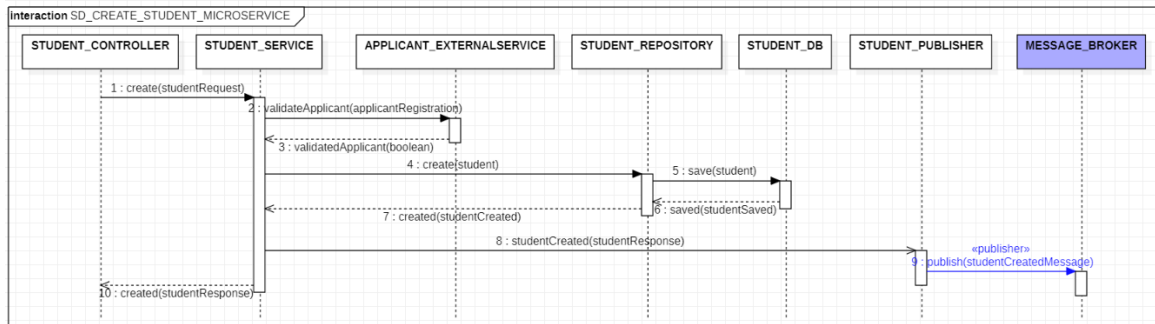 interaction SD_CREATE_STUDENT_MICROSERVICE
STUDENT_CONTROLLER
STUDENT_SERVICE
APPLICANT_EXTERNALSERVICE
STUDENT_REPOSITORY
STUDENT_DB
STUDENT_PUBLISHER
MESSAGE_BROKER
1 : create(studentRequest)
2 : validateApplicant(applicantRegistration)
3 : validatedApplicant(boolean)
4 : create(student)
5 : save(student)
6 : saved(studentSaved)
7 : created(studentCreated)
8 : studentCreated(studentResponse)
«publisher»
9 : publish(studentCreatedMessage)
10 : created(studentResponse)